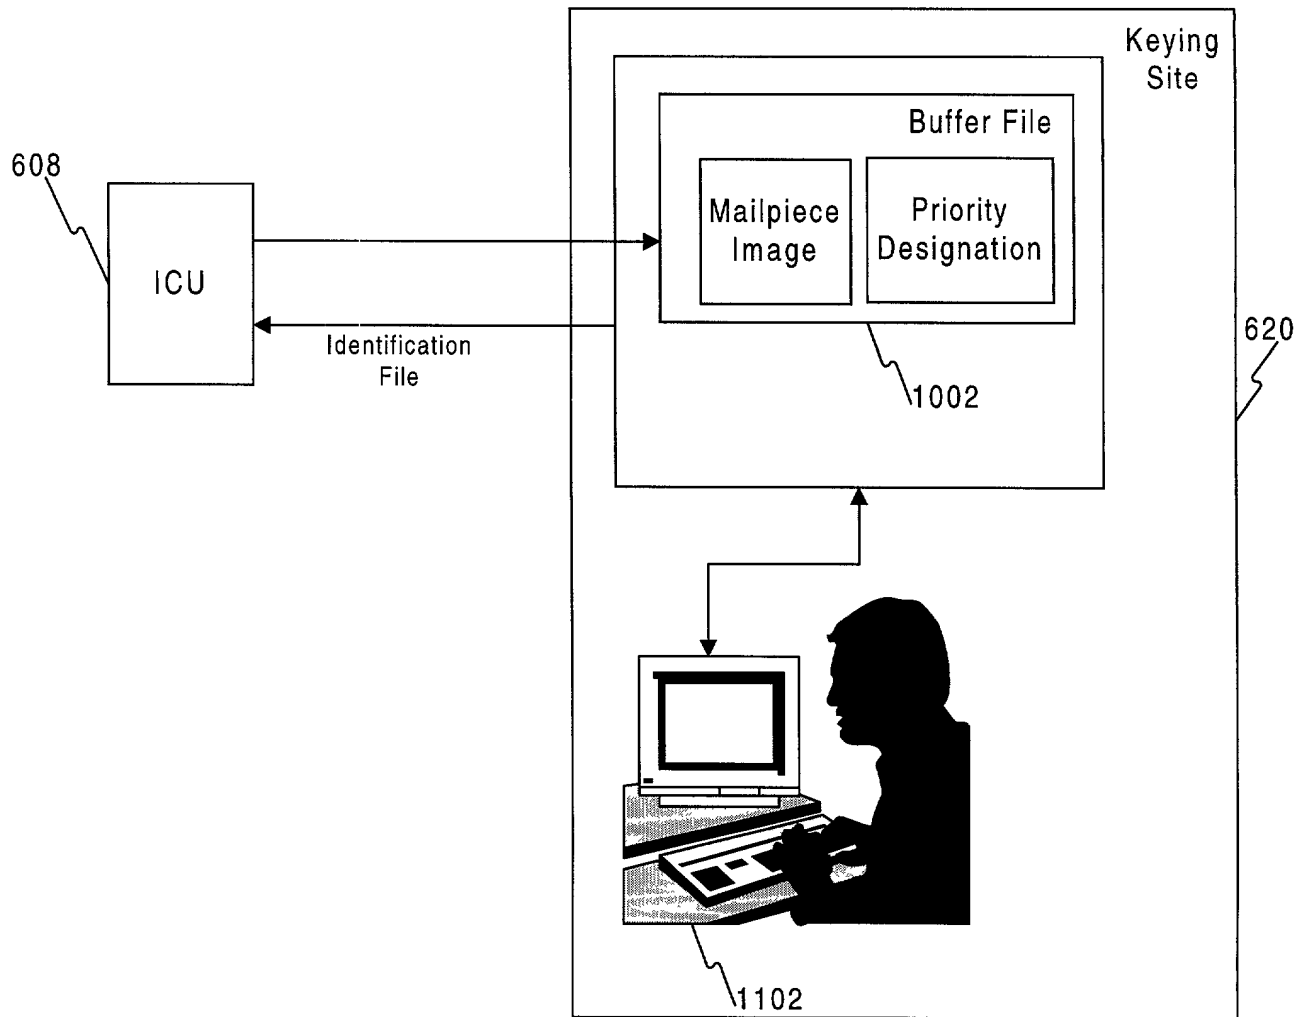 Keying
Site
Buffer File
608
Mailpiece
Image
Priority
Designation
ICU
620
Identification
File
1002
1102